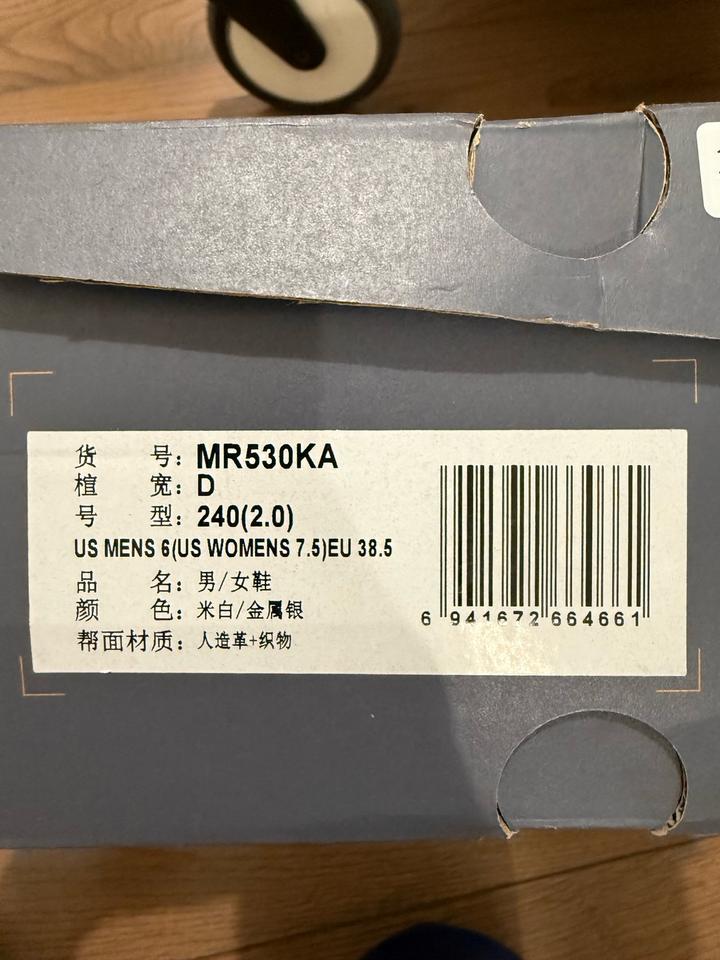 货 号：MR530KA
楦 宽：D
号 型：240(2.0)
US MENS 6(US WOMENS 7.5)EU 38.5
品 名：男/女鞋
颜 色：米白/金属银
帮面材质：人造革+织物
6 941672 664661